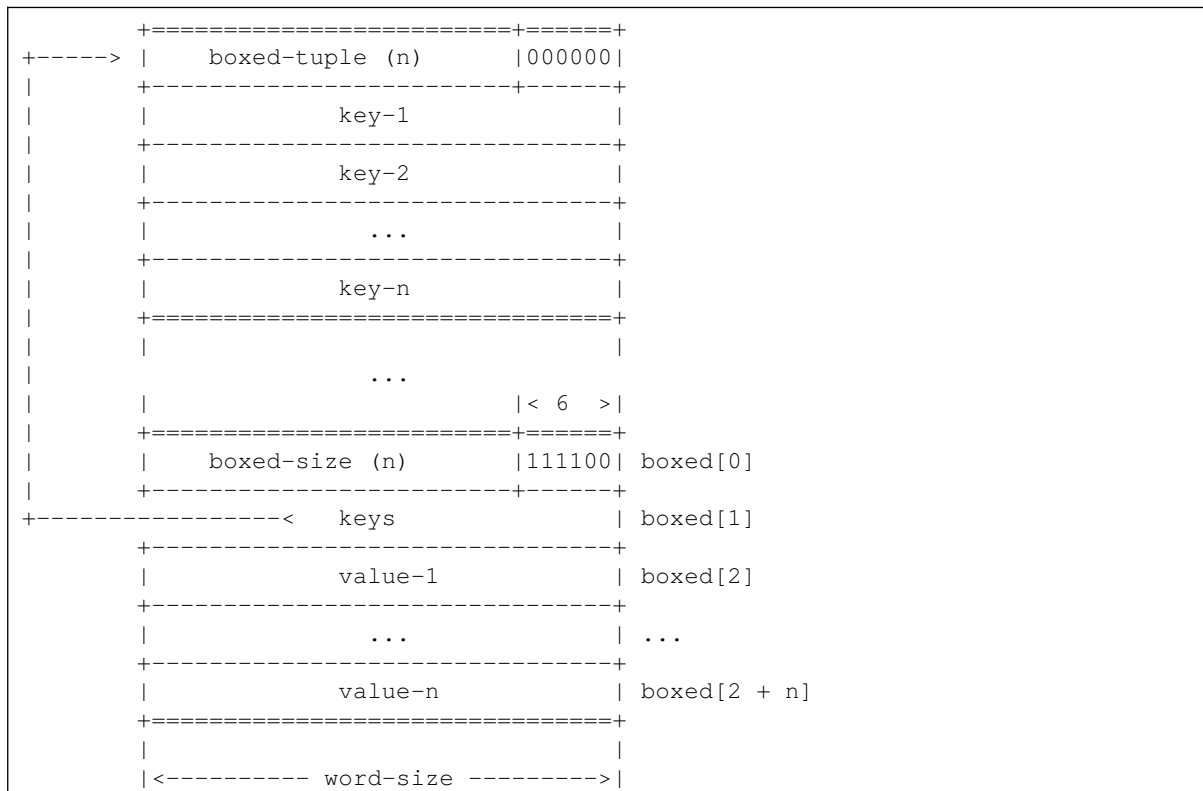 +=========================+======+
+-----> |    boxed-tuple (n)      |000000|
|       +-------------------------+------+
|       |             key-1              |
|       +--------------------------------+
|       |             key-2              |
|       +--------------------------------+
|       |               ...              |
|       +--------------------------------+
|       |             key-n              |
|       +================================+
|       |                                |
|                       ...
|       |                         |< 6  >|
|       +=========================+======+
|       |    boxed-size (n)       |111100| boxed[0]
|       +-------------------------+------+
+-----------------<   keys               | boxed[1]
        +--------------------------------+
        |             value-1            | boxed[2]
        +--------------------------------+
        |               ...              | ...
        +--------------------------------+
        |             value-n            | boxed[2 + n]
        +================================+
        |                                |
        |<---------- word-size --------->|